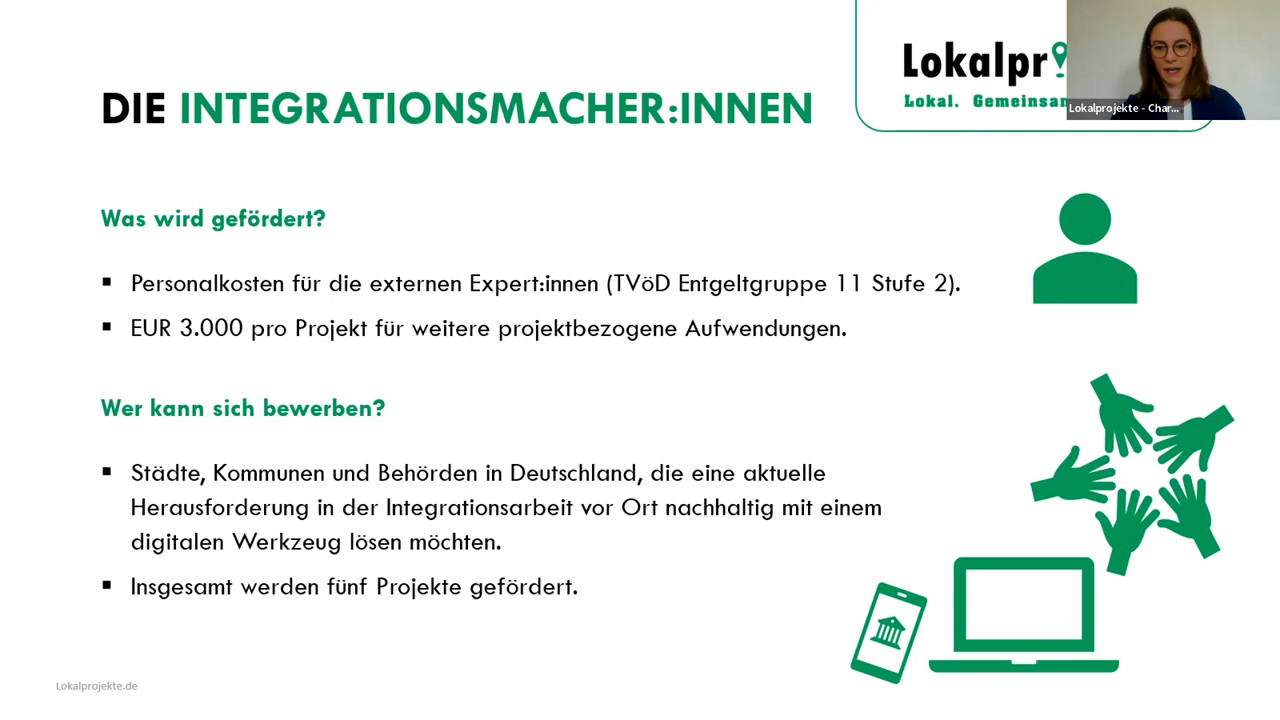 DIE INTEGRATIONSMACHER:INNEN
Lokalpr
Lokal. Gemeinsam
Lokalprojekte - Char...
Was wird gefördert?
▪ Personalkosten für die externen Expert:innen (TVöD Entgeltgruppe 11 Stufe 2).
▪ EUR 3.000 pro Projekt für weitere projektbezogene Aufwendungen.
Wer kann sich bewerben?
▪ Städte, Kommunen und Behörden in Deutschland, die eine aktuelle
Herausforderung in der Integrationsarbeit vor Ort nachhaltig mit einem
digitalen Werkzeug lösen möchten.
▪ Insgesamt werden fünf Projekte gefördert.
Lokalprojekte.de